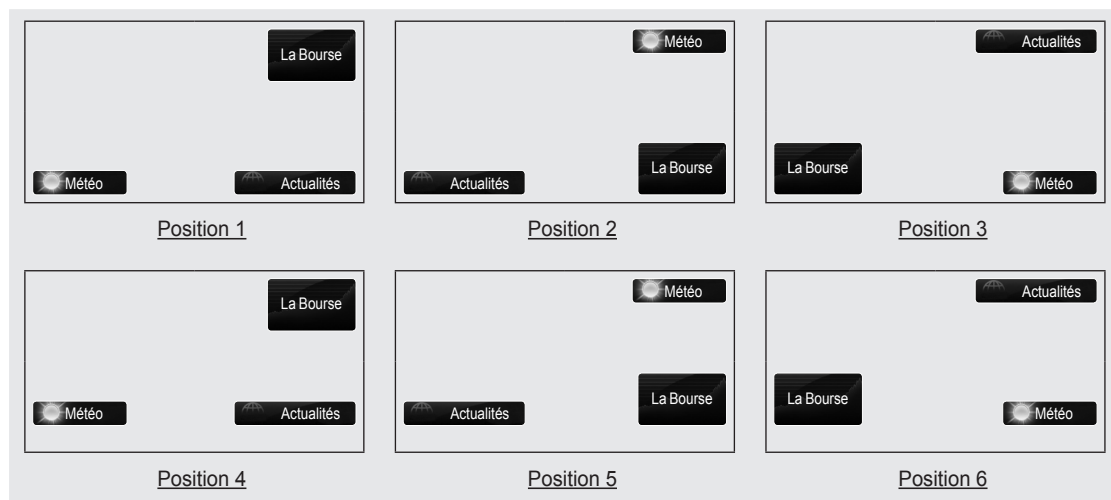 La Bourse
Météo
Actualités
Position 1
Météo
La Bourse
Actualités
Position 2
Actualités
La Bourse
Météo
Position 3
La Bourse
Météo
Actualités
Position 4
Météo
La Bourse
Actualités
Position 5
Actualités
La Bourse
Météo
Position 6